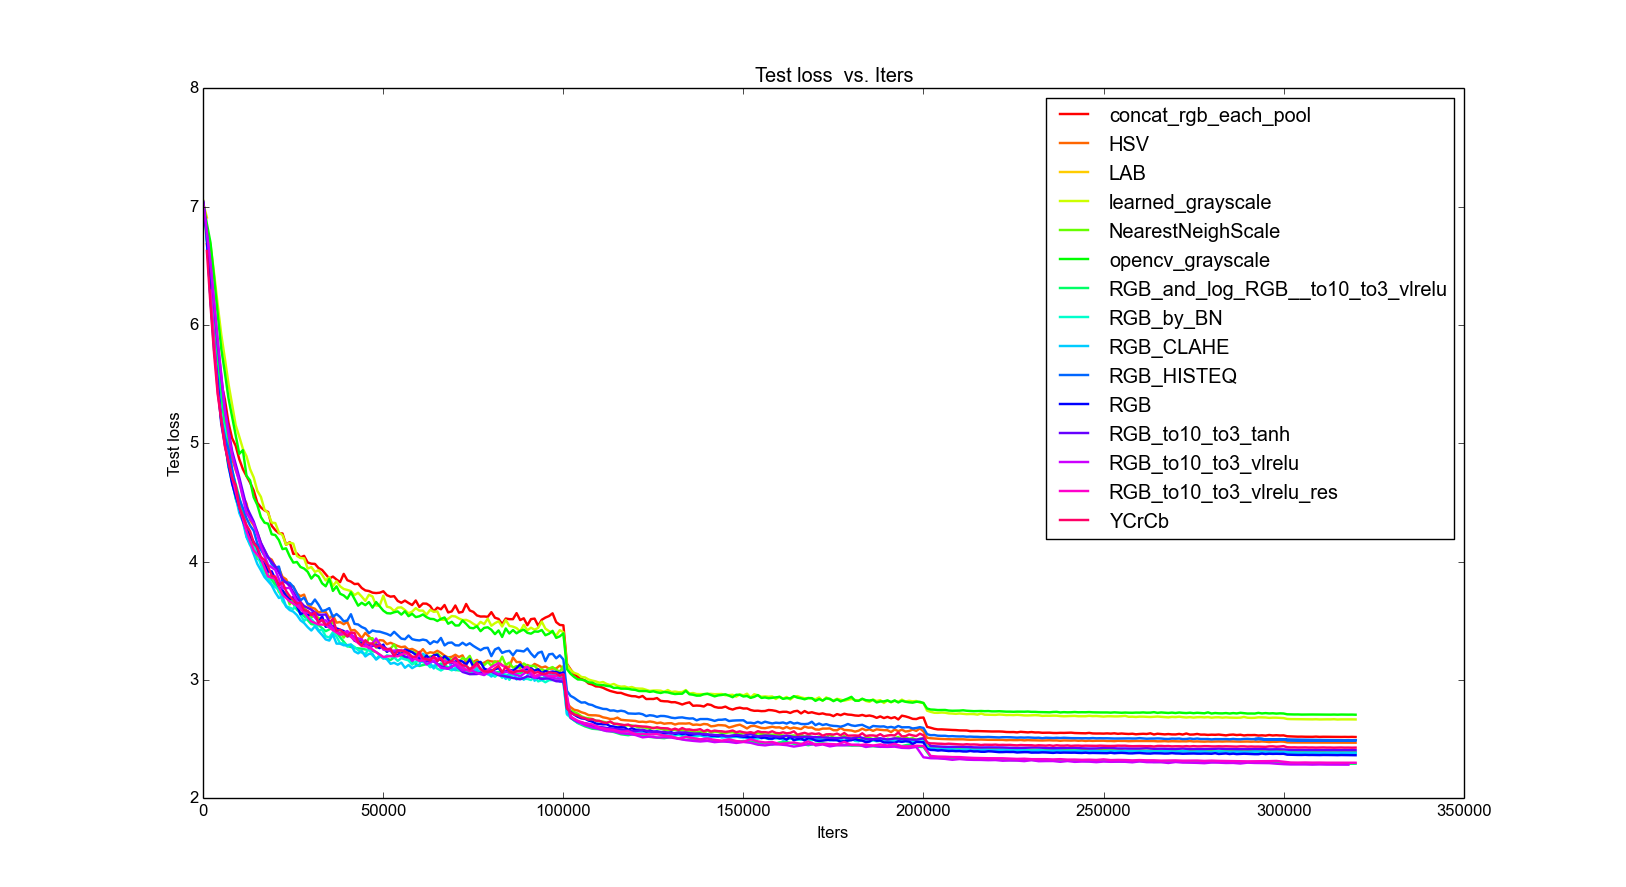 Test loss  vs. Iters
8
7
6
5
4
3
2
Test loss
0
50000
100000
150000
200000
250000
300000
350000
Iters
concat_rgb_each_pool
HSV
LAB
learned_grayscale
NearestNeighScale
opencv_grayscale
RGB_and_log_RGB__to10_to3_vlrelu
RGB_by_BN
RGB_CLAHE
RGB_HISTEQ
RGB
RGB_to10_to3_tanh
RGB_to10_to3_vlrelu
RGB_to10_to3_vlrelu_res
YCrCb